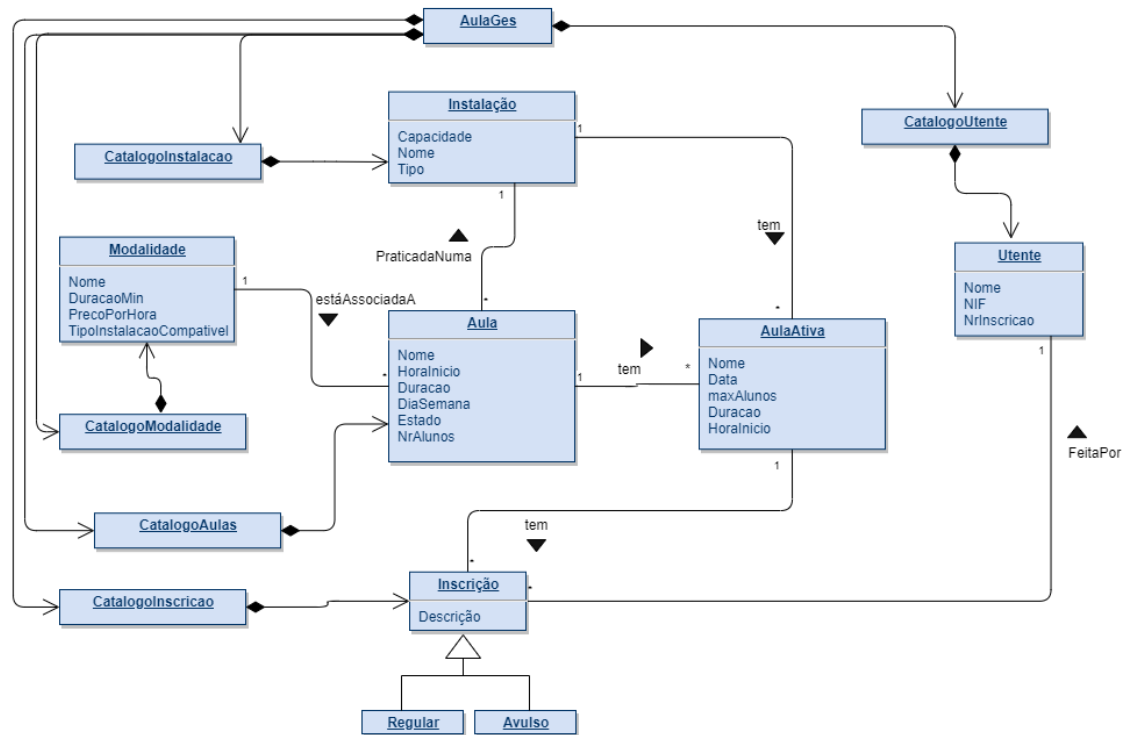 AulaGes
Instalação
Capacidade
Nome
Tipo
1
1
CatalogoUtente
CatalogoInstalacao
tem
PraticadaNuma
Modalidade
Nome
DuracaoMin
PrecoPorHora
TipoInstalacaoCompativel
1
estáAssociadaA
*
*
Utente
Nome
NIF
NrInscricao
1
Aula
Nome
HoraInicio
Duracao
DiaSemana
Estado
NrAlunos
*
1
tem
*
AulaAtiva
Nome
Data
maxAlunos
Duracao
HoraInicio
1
CatalogoModalidade
FeitaPor
CatalogoAulas
tem
*
*
CatalogoInscricao
Inscrição
Descrição
Regular
Avulso